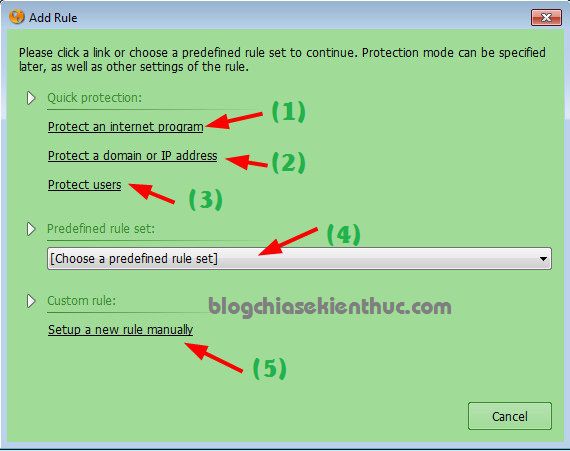 Add Rule
Please click a link or choose a predefined rule set to continue. Protection mode can be specified
later, as well as other settings of the rule.
Quick protection:
Protect an internet program (1)
Protect a domain or IP address (2)
Protect users (3)
Predefined rule set: (4)
[Choose a predefined rule set]
Custom rule:
blogchiasekienthuc.com
Setup a new rule manually
(5)
Cancel